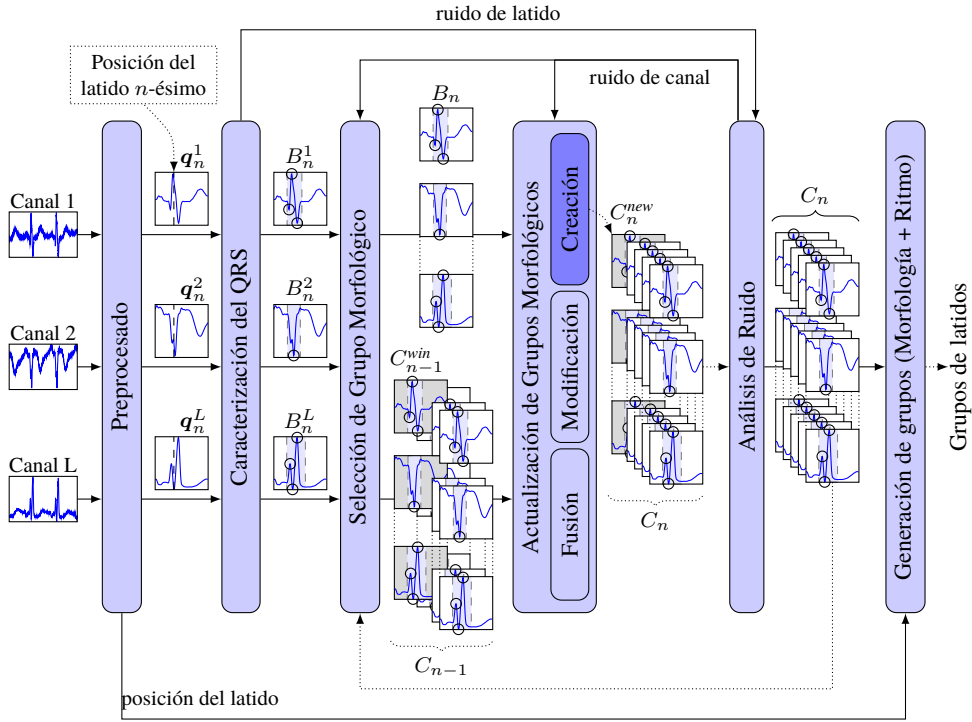 ruido de latido
ruido de canal
Posición del
latido n-ésimo
Canal 1
Canal 2
Canal L
Preprocesado
q_n^1
q_n^2
q_n^L
Caracterización del QRS
B_n^1
B_n^2
B_n^L
Selección de Grupo Morfológico
B_n
C_{n-1}^{win}
C_{n-1}
Actualización de Grupos Morfológicos
Creación
Modificación
Fusión
C_n^{new}
C_n
Análisis de Ruido
C_n
Generación de grupos (Morfología + Ritmo)
Grupos de latidos
posición del latido